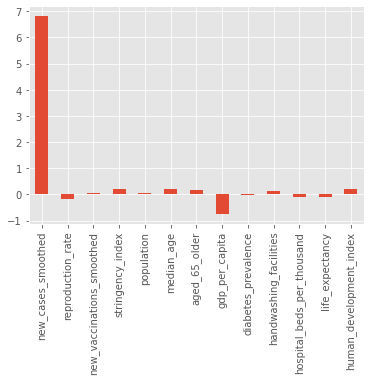 7
6
5
4
3
2
1
0
−1
new_cases_smoothed
reproduction_rate
new_vaccinations_smoothed
stringency_index
population
median_age
aged_65_older
gdp_per_capita
diabetes_prevalence
handwashing_facilities
hospital_beds_per_thousand
life_expectancy
human_development_index